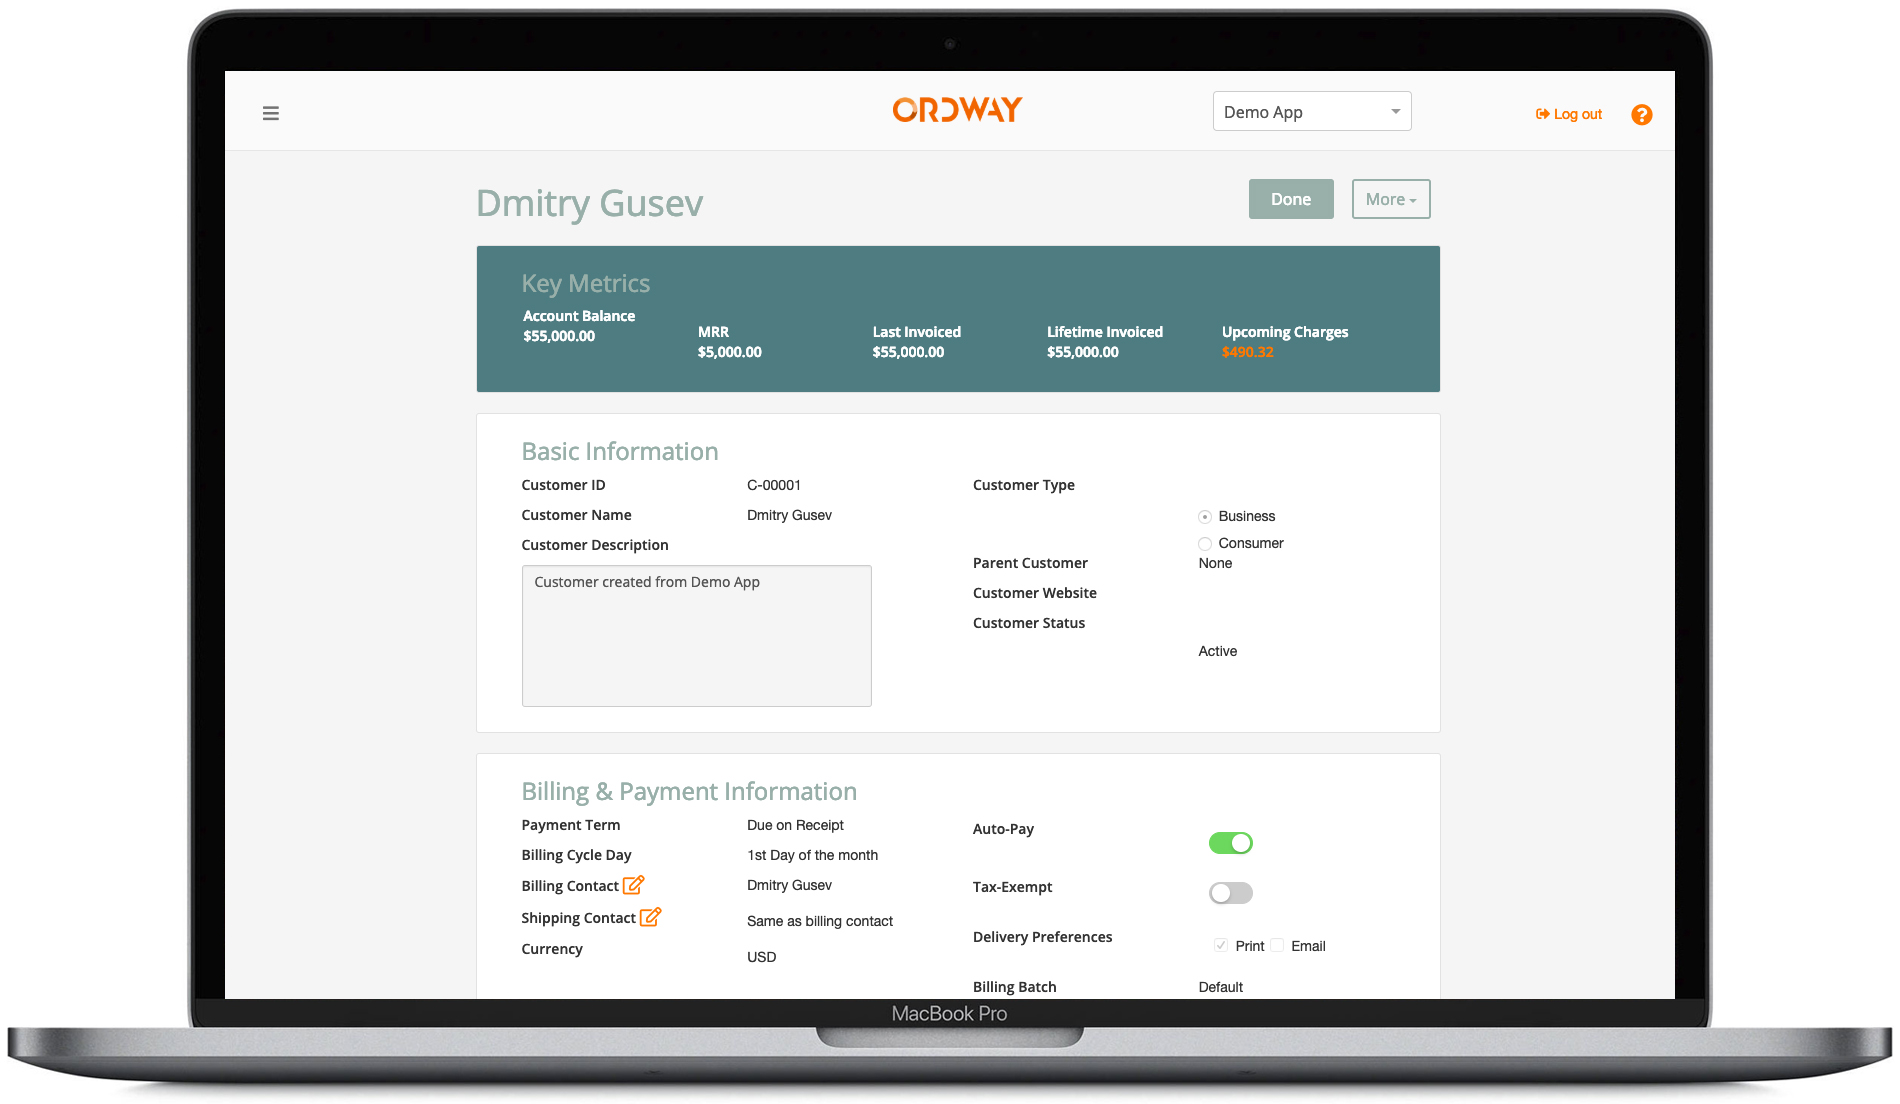 ORDWAY
Demo App
Log out
?
Dmitry Gusev
Done
More
Key Metrics
Account Balance
$55,000.00
MRR
$5,000.00
Last Invoiced
$55,000.00
Lifetime Invoiced
$55,000.00
Upcoming Charges
$490.32
Basic Information
Customer ID
C-00001
Customer Name
Dmitry Gusev
Customer Description
Customer created from Demo App
Customer Type
Business
Consumer
Parent Customer
None
Customer Website
Customer Status
Active
Billing & Payment Information
Payment Term
Due on Receipt
Billing Cycle Day
1st Day of the month
Billing Contact
Dmitry Gusev
Shipping Contact
Same as billing contact
Currency
USD
Auto-Pay
Tax-Exempt
Delivery Preferences
Print
Email
Billing Batch
Default
MacBook Pro